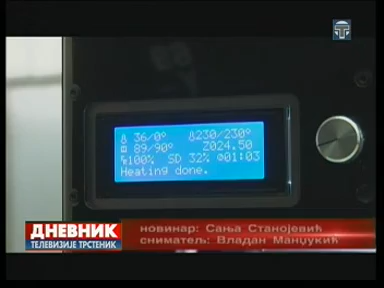 36/0° 230/230°
89/90° Z024.50
100% SD 32% 01:03
Heating done.
ДНЕВНИК
ТЕЛЕВИЗИЈЕ ТРСТЕНИК
новинар: Сања Станојевић
сниматељ: Владан Манџукић